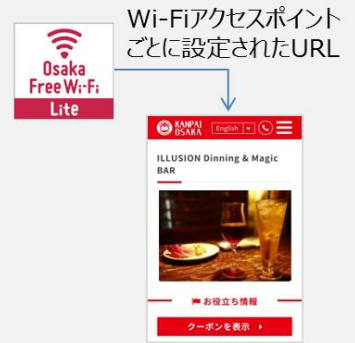 Wi-Fiアクセスポイント
ごとに設定されたURL
Osaka
Free Wi-Fi
Lite
KANPAI
OSAKA
English
ILLUSION Dinning & Magic
BAR
お役立ち情報
クーポンを表示